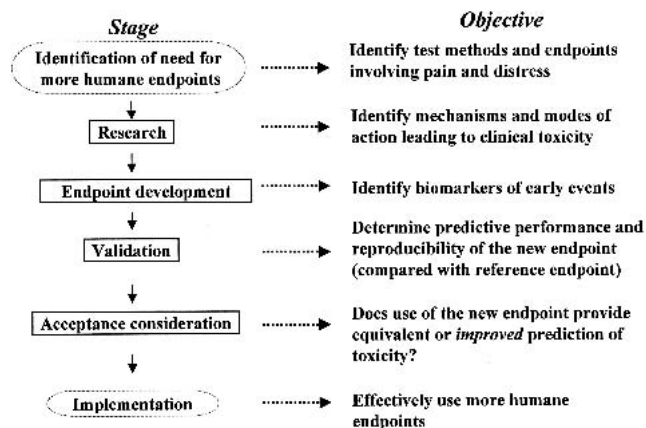 Stage
Objective
Identification of need for
more humane endpoints
Identify test methods and endpoints
involving pain and distress
Research
Identify mechanisms and modes of
action leading to clinical toxicity
Endpoint development
Identify biomarkers of early events
Validation
Determine predictive performance and
reproducibility of the new endpoint
(compared with reference endpoint)
Acceptance consideration
Does use of the new endpoint provide
equivalent or improved prediction of
toxicity?
Implementation
Effectively use more humane
endpoints